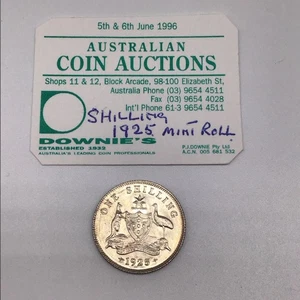 5th & 6th June 1996
AUSTRALIAN
COIN AUCTIONS
Shops 11 & 12, Block Arcade, 98-100 Elizabeth St,
Australia Phone (03) 9654 4511
Fax (03) 9654 4028
Int'l Phone 61-3 9654 4511
SHILLING
1925 MINT ROLL
DOWNIE'S
ESTABLISHED 1932
AUSTRALIA'S LEADING COIN PROFESSIONALS
P.J.DOWNIE Pty Ltd
A.C.N. 005 681 532
ONE·SHILLING
1925